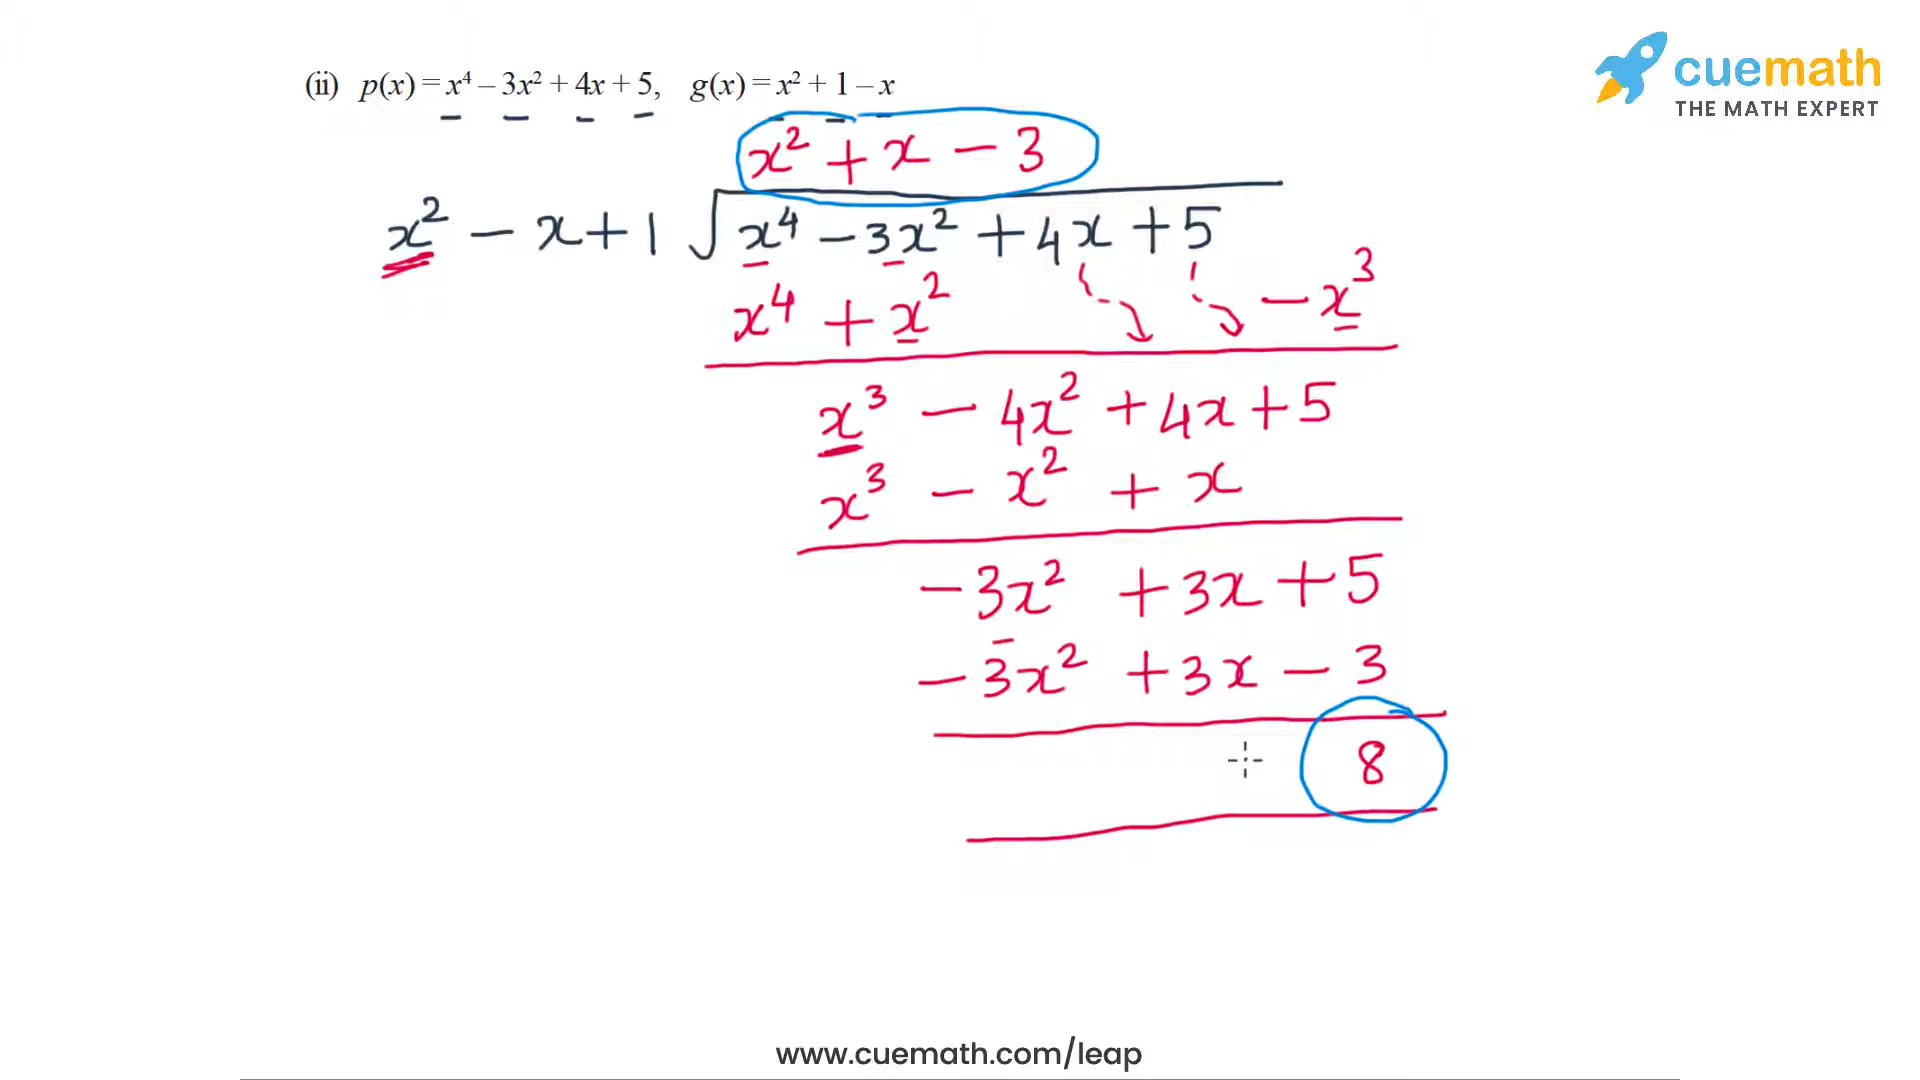 cuemath
THE MATH EXPERT
(ii) p(x) = x⁴ – 3x² + 4x + 5, g(x) = x² + 1 – x
x² + x – 3
x² – x + 1 √ x⁴ – 3x² + 4x + 5
x⁴ + x² – x³
x³ – 4x² + 4x + 5
x³ – x² + x
– 3x² + 3x + 5
– 3x² + 3x – 3
8
www.cuemath.com/leap